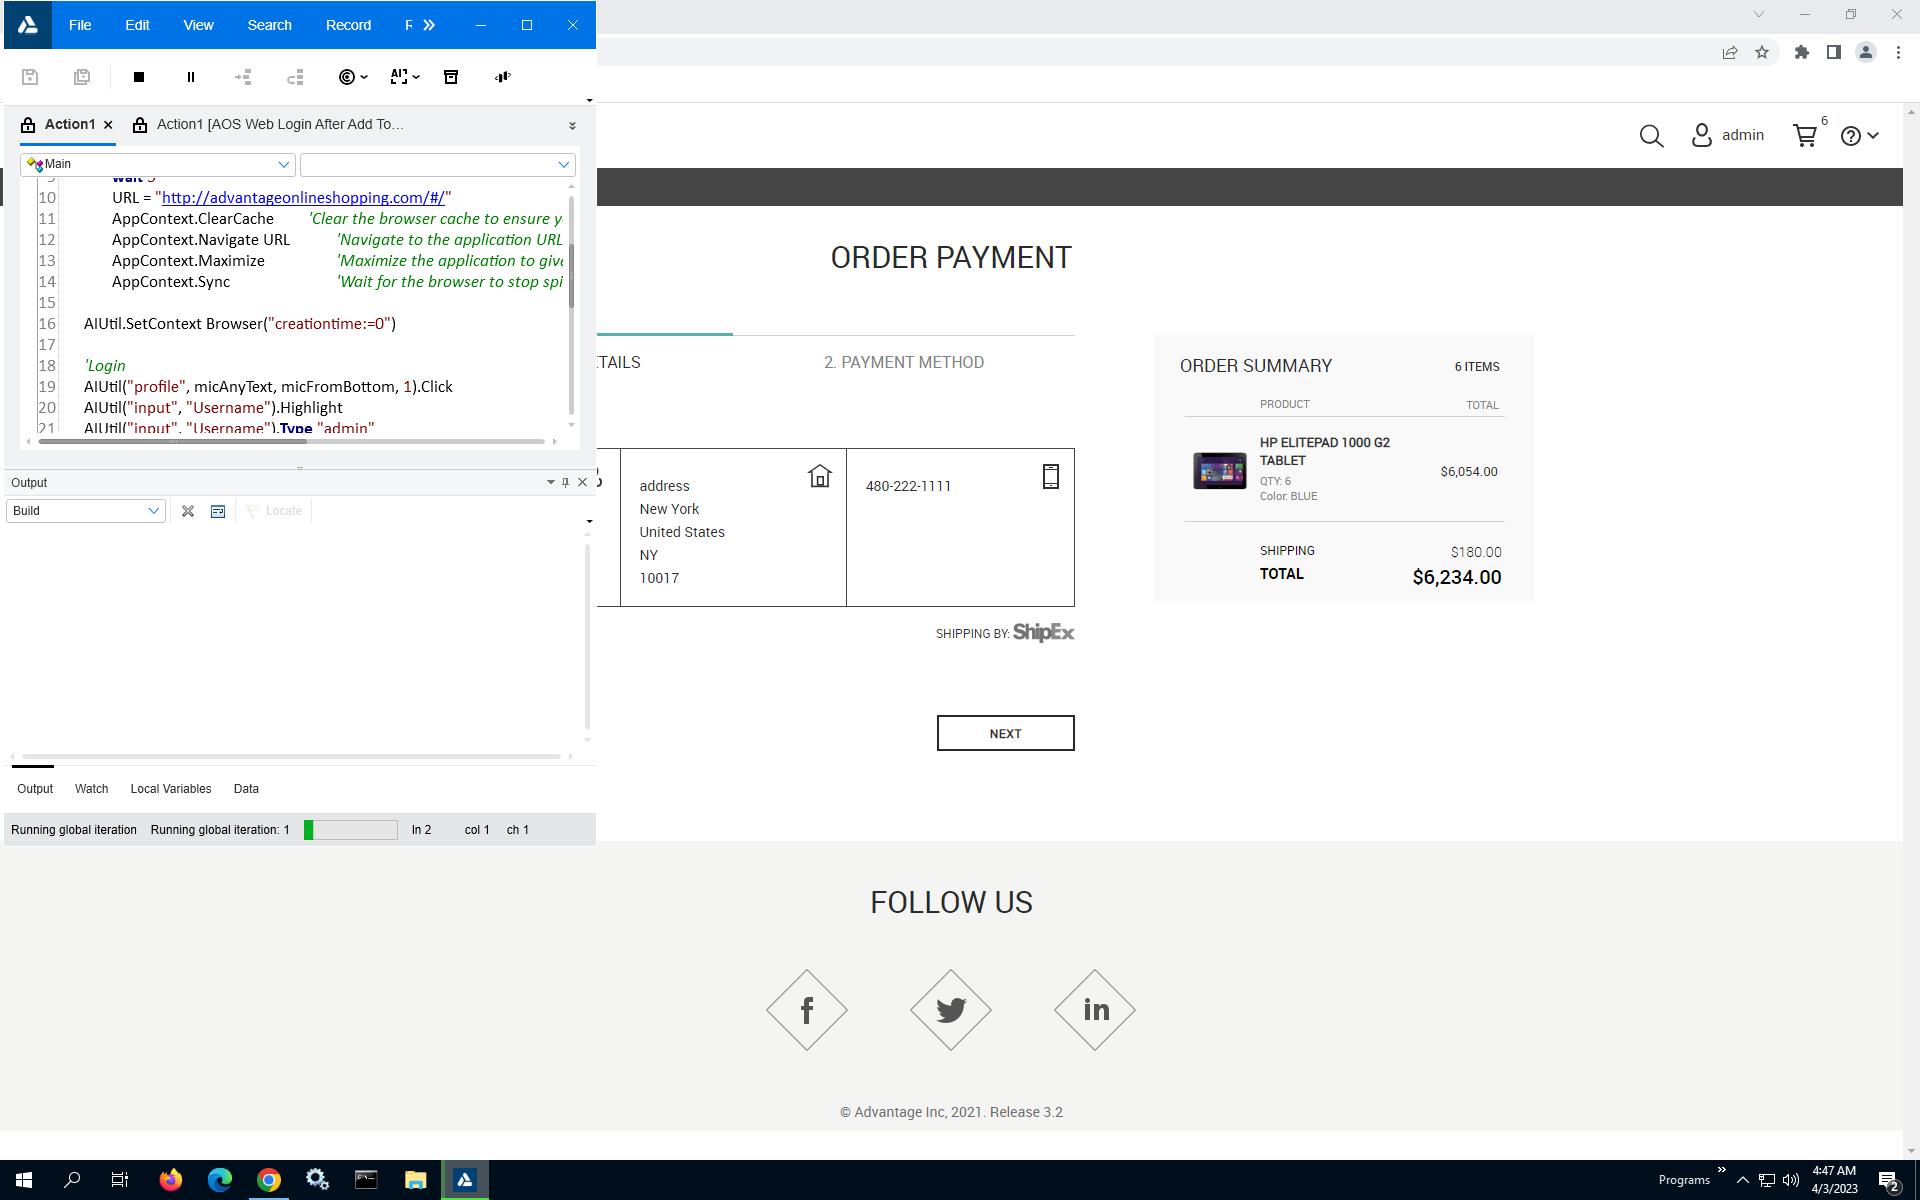 File Edit View Search Record
Action1 Action1 [AOS Web Login After Add To...
Main
9 wait 3
10 URL = "http://advantageonlineshopping.com/#/"
11 AppContext.ClearCache 'Clear the browser cache to ensure y
12 AppContext.Navigate URL 'Navigate to the application URL
13 AppContext.Maximize 'Maximize the application to give
14 AppContext.Sync 'Wait for the browser to stop spi
15
16 AIUtil.SetContext Browser("creationtime:=0")
17
18 'Login
19 AIUtil("profile", micAnyText, micFromBottom, 1).Click
20 AIUtil("input", "Username").Highlight
21 AIUtil("input", "Username").Type "admin"
Output
Build Locate
Output Watch Local Variables Data
Running global iteration Running global iteration: 1 ln 2 col 1 ch 1
admin 6
ORDER PAYMENT
ETAILS 2. PAYMENT METHOD
address
New York
United States
NY
10017
480-222-1111
SHIPPING BY: ShipEx
NEXT
ORDER SUMMARY 6 ITEMS
PRODUCT TOTAL
HP ELITEPAD 1000 G2
TABLET
$6,054.00
QTY: 6
Color: BLUE
SHIPPING $180.00
TOTAL $6,234.00
FOLLOW US
© Advantage Inc, 2021. Release 3.2
Programs
4:47 AM
4/3/2023
2